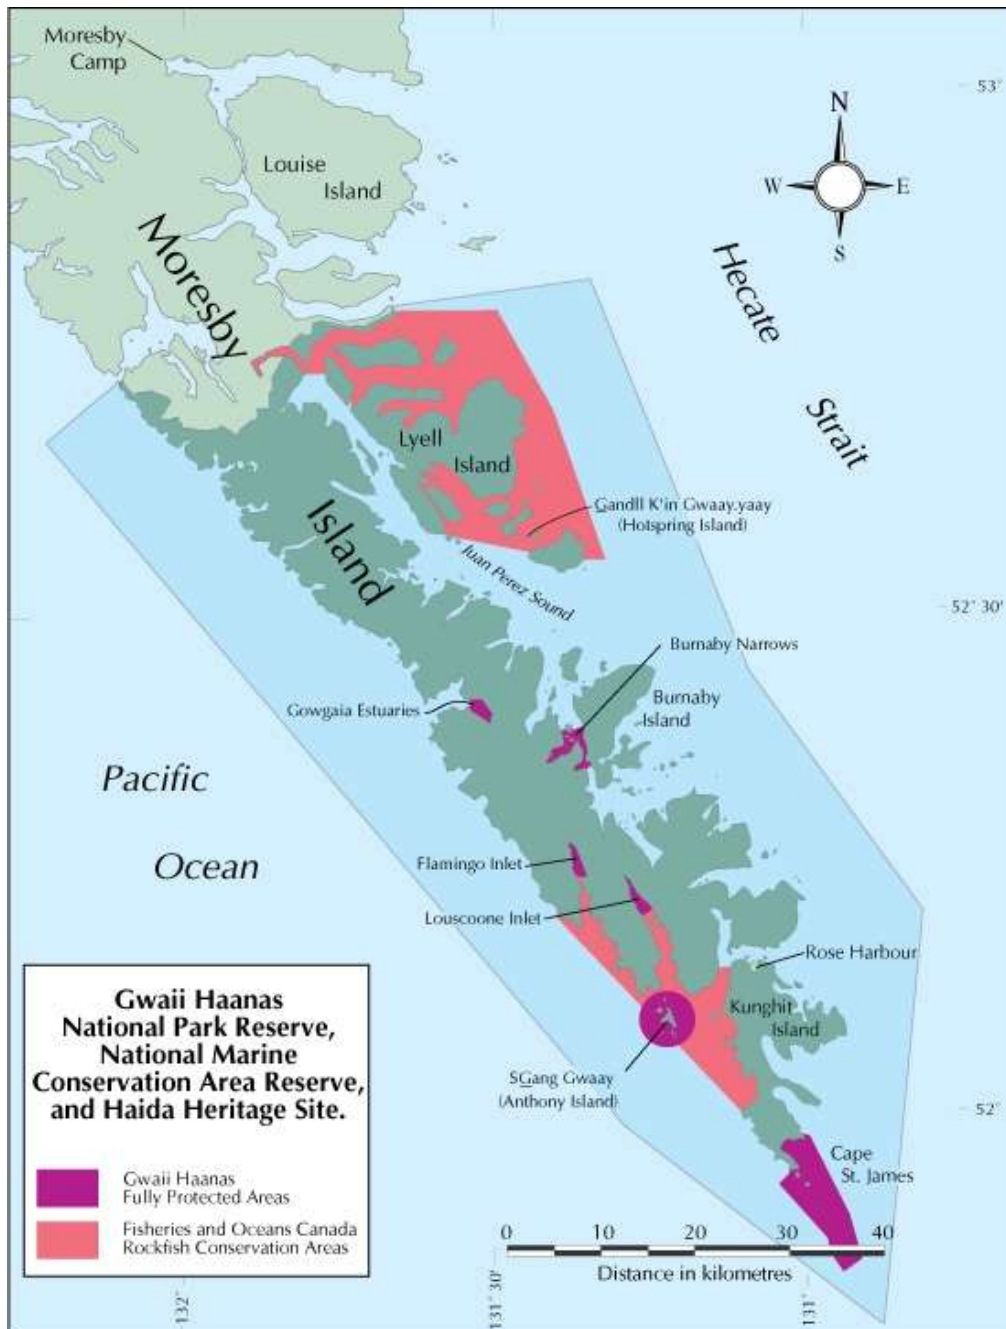 Moresby
Camp
53°
N
W
E
S
Louise
Island
Moresby
Island
Hecate
Strait
Lyell
Island
Gandll K'in Gwaay.yaay
(Hotspring Island)
Juan Perez Sound
52° 30
Burnaby Narrows
Burnaby
Island
Gowgaia Estuaries
Pacific
Ocean
Flamingo Inlet
Louscoone Inlet
Rose Harbour
Kunghit
Island
SGang Gwaay
(Anthony Island)
52°
Cape
St. James
Gwaii Haanas
National Park Reserve,
National Marine
Conservation Area Reserve,
and Haida Heritage Site.
Gwaii Haanas
Fully Protected Areas
Fisheries and Oceans Canada
Rockfish Conservation Areas
0 10 20 30 40
Distance in kilometres
132°
131° 30
131°